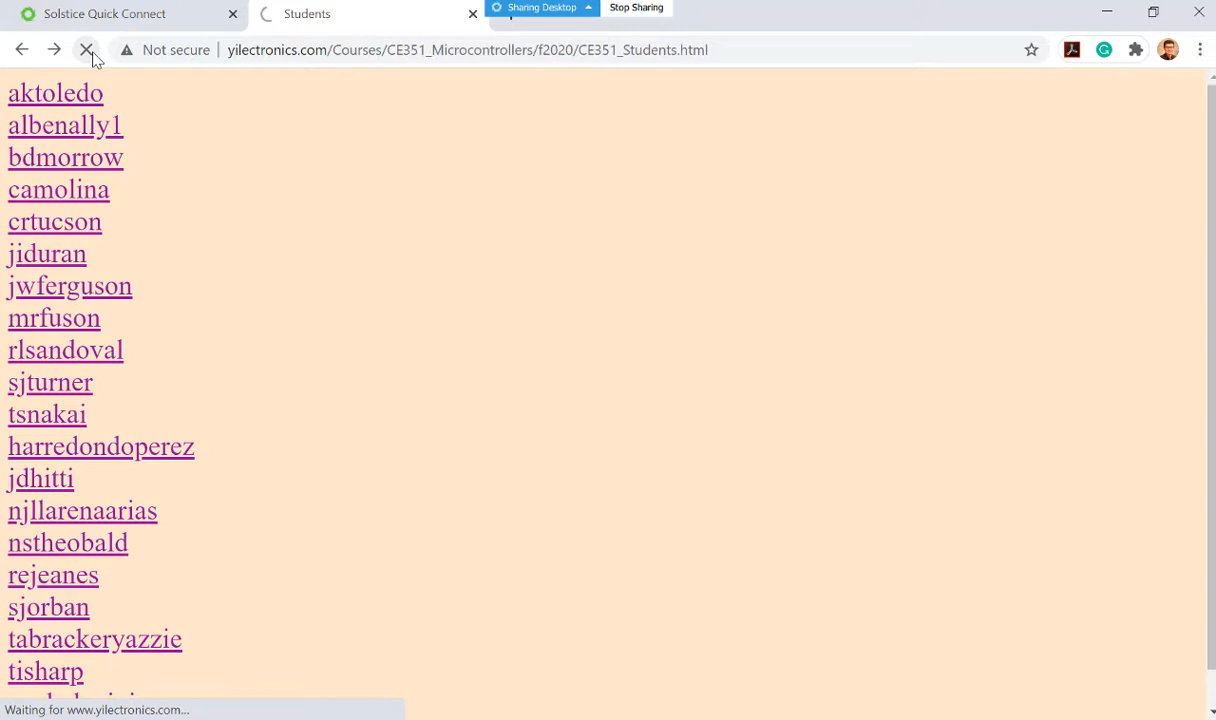 Solstice Quick Connect
Students
Sharing Desktop
Stop Sharing
Not secure
yilectronics.com/Courses/CE351_Microcontrollers/f2020/CE351_Students.html
aktoledo
albenally1
bdmorrow
camolina
crtucson
jiduran
jwferguson
mrfuson
rlsandoval
sjturner
tsnakai
harredondoperez
jdhitti
njllarenaarias
nstheobald
rejeanes
sjorban
tabrackeryazzie
tisharp
Waiting for www.yilectronics.com...